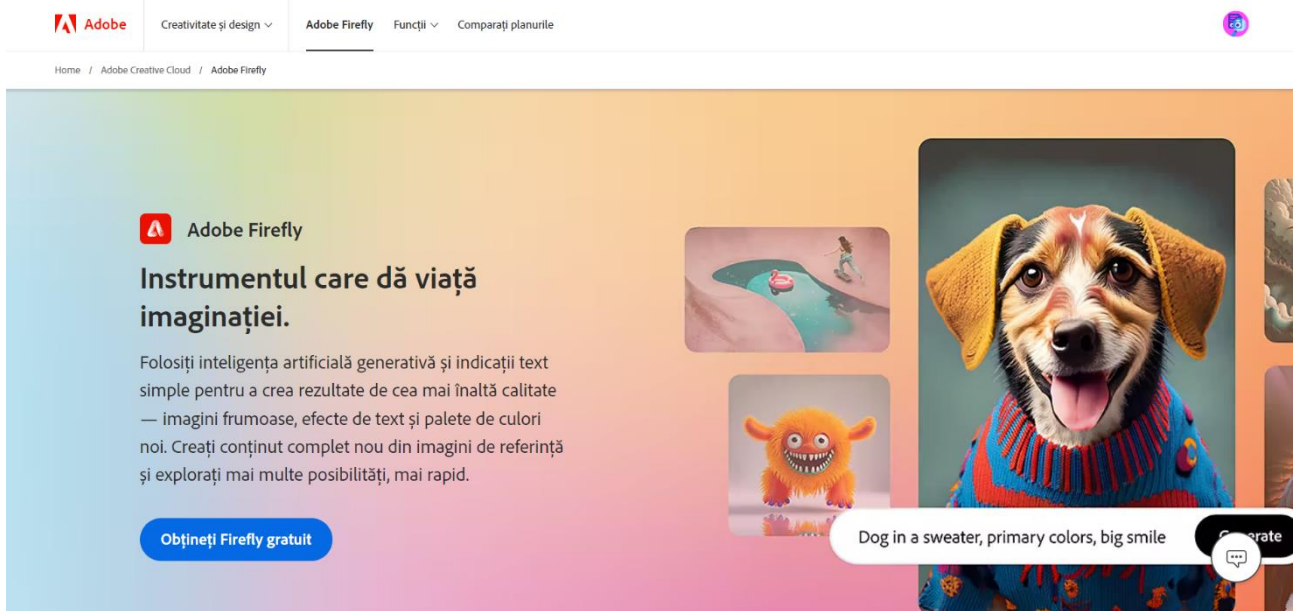 Adobe
Creativitate și design
Adobe Firefly
Funcții
Comparați planurile
Home / Adobe Creative Cloud / Adobe Firefly
Adobe Firefly
Instrumentul care dă viață
imaginației.
Folosiți inteligența artificială generativă și indicații text
simple pentru a crea rezultate de cea mai înaltă calitate
— imagini frumoase, efecte de text și palete de culori
noi. Creați conținut complet nou din imagini de referință
și explorați mai multe posibilități, mai rapid.
Obțineți Firefly gratuit
Dog in a sweater, primary colors, big smile